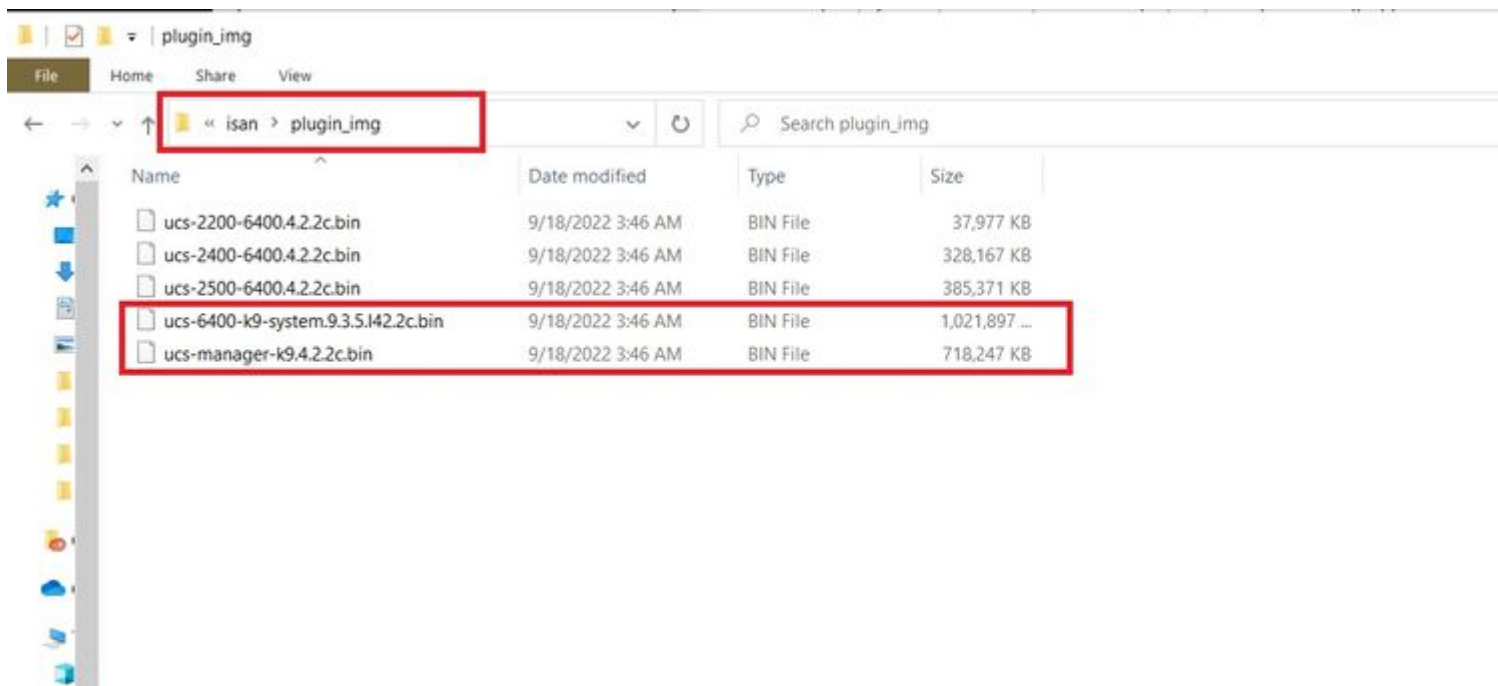 plugin_img
File Home Share View
« isan > plugin_img
Search plugin_img
Name Date modified Type Size
ucs-2200-6400.4.2.2c.bin 9/18/2022 3:46 AM BIN File 37,977 KB
ucs-2400-6400.4.2.2c.bin 9/18/2022 3:46 AM BIN File 328,167 KB
ucs-2500-6400.4.2.2c.bin 9/18/2022 3:46 AM BIN File 385,371 KB
ucs-6400-k9-system.9.3.5.I42.2c.bin 9/18/2022 3:46 AM BIN File 1,021,897 ...
ucs-manager-k9.4.2.2c.bin 9/18/2022 3:46 AM BIN File 718,247 KB